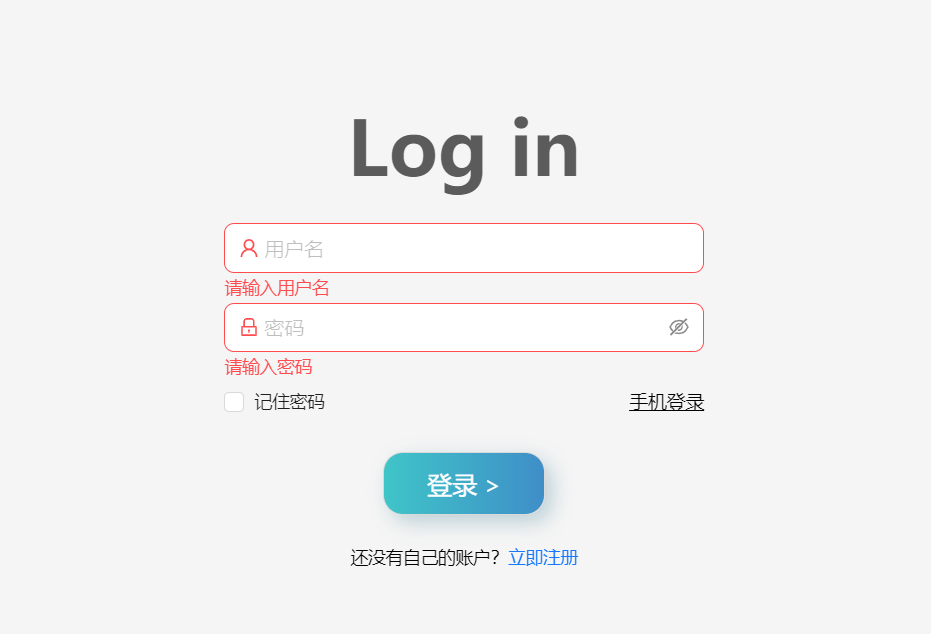 Log in
用户名
请输入用户名
密码
请输入密码
记住密码 手机登录
登录 >
还没有自己的账户？立即注册